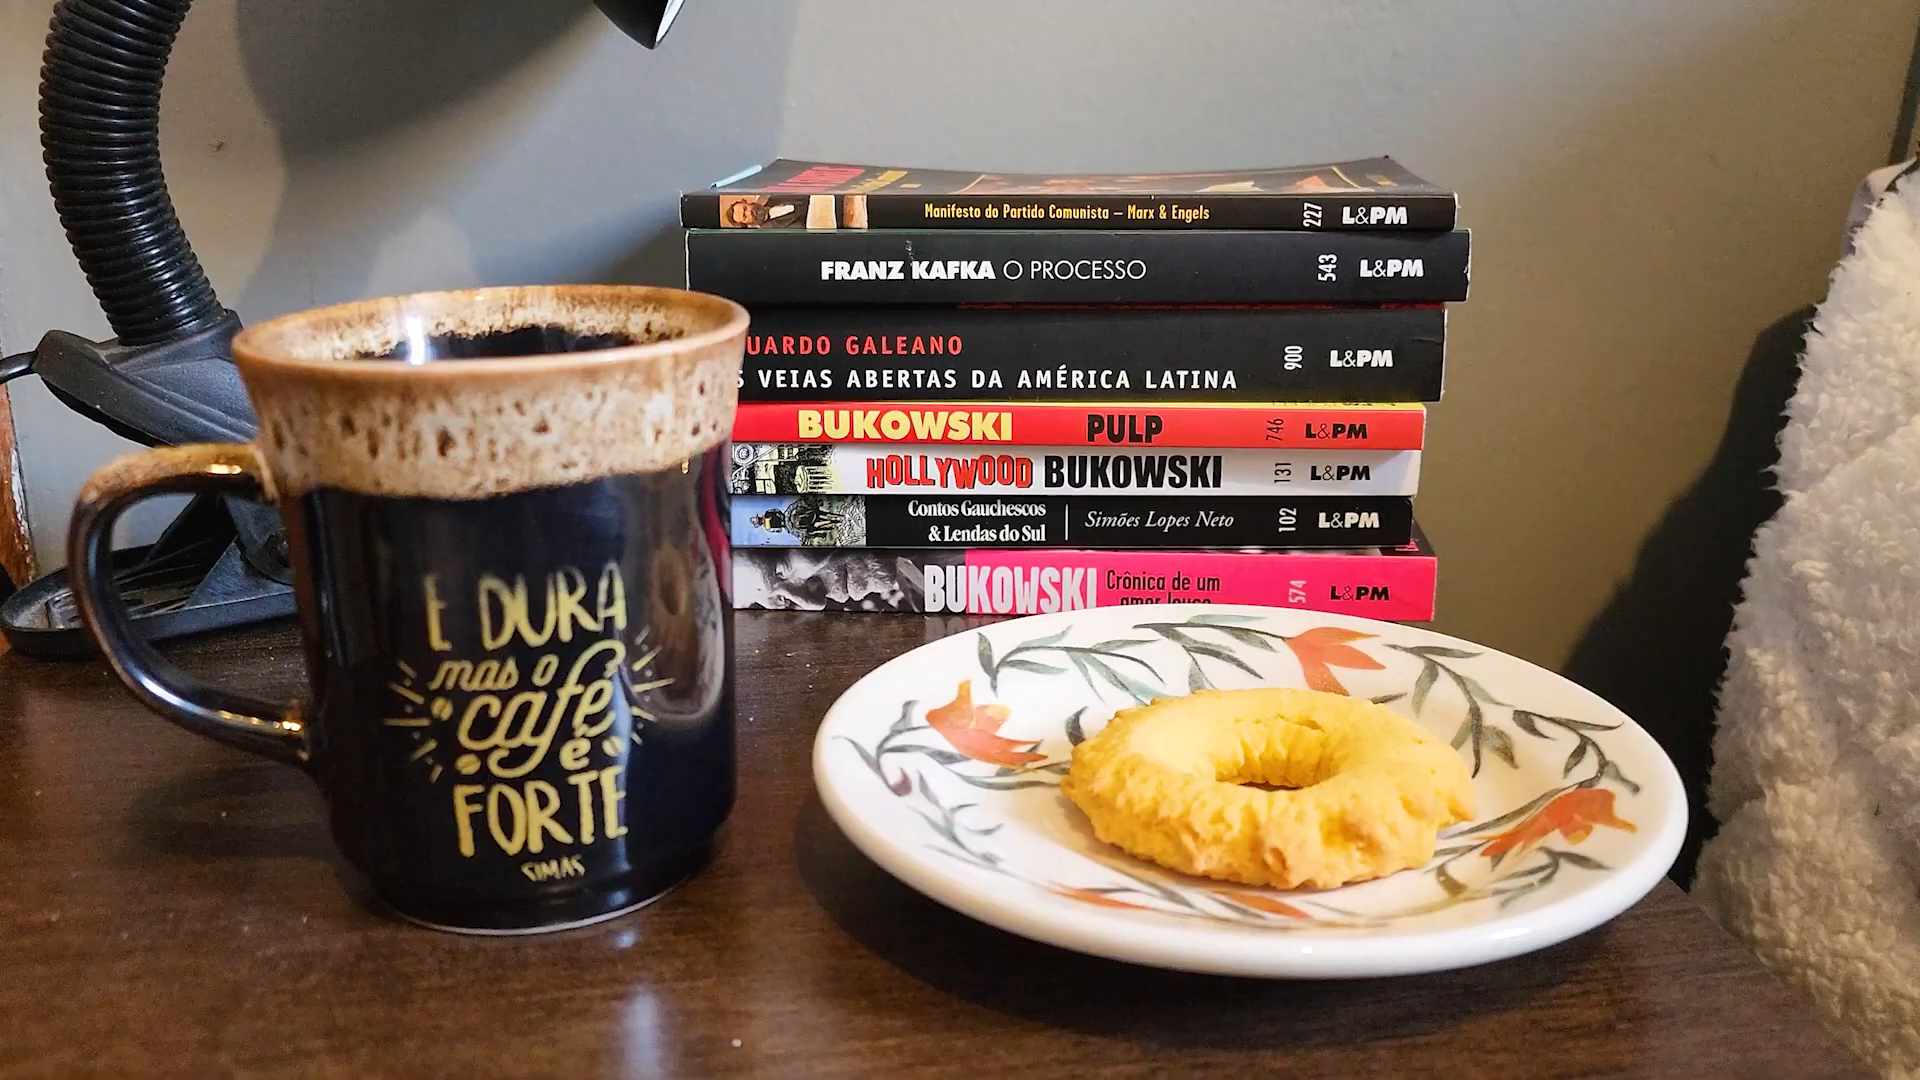 Manifesto do Partido Comunista – Marx & Engels 227 L&PM
FRANZ KAFKA O PROCESSO 543 L&PM
UARDO GALEANO
S VEIAS ABERTAS DA AMÉRICA LATINA 900 L&PM
BUKOWSKI PULP 746 L&PM
HOLLYWOOD BUKOWSKI 131 L&PM
Contos Gauchescos
& Lendas do Sul Simões Lopes Neto 102 L&PM
BUKOWSKI Crônica de um
amor louco 574 L&PM
E DURA
mas o
café
é
FORTE
SIMAS